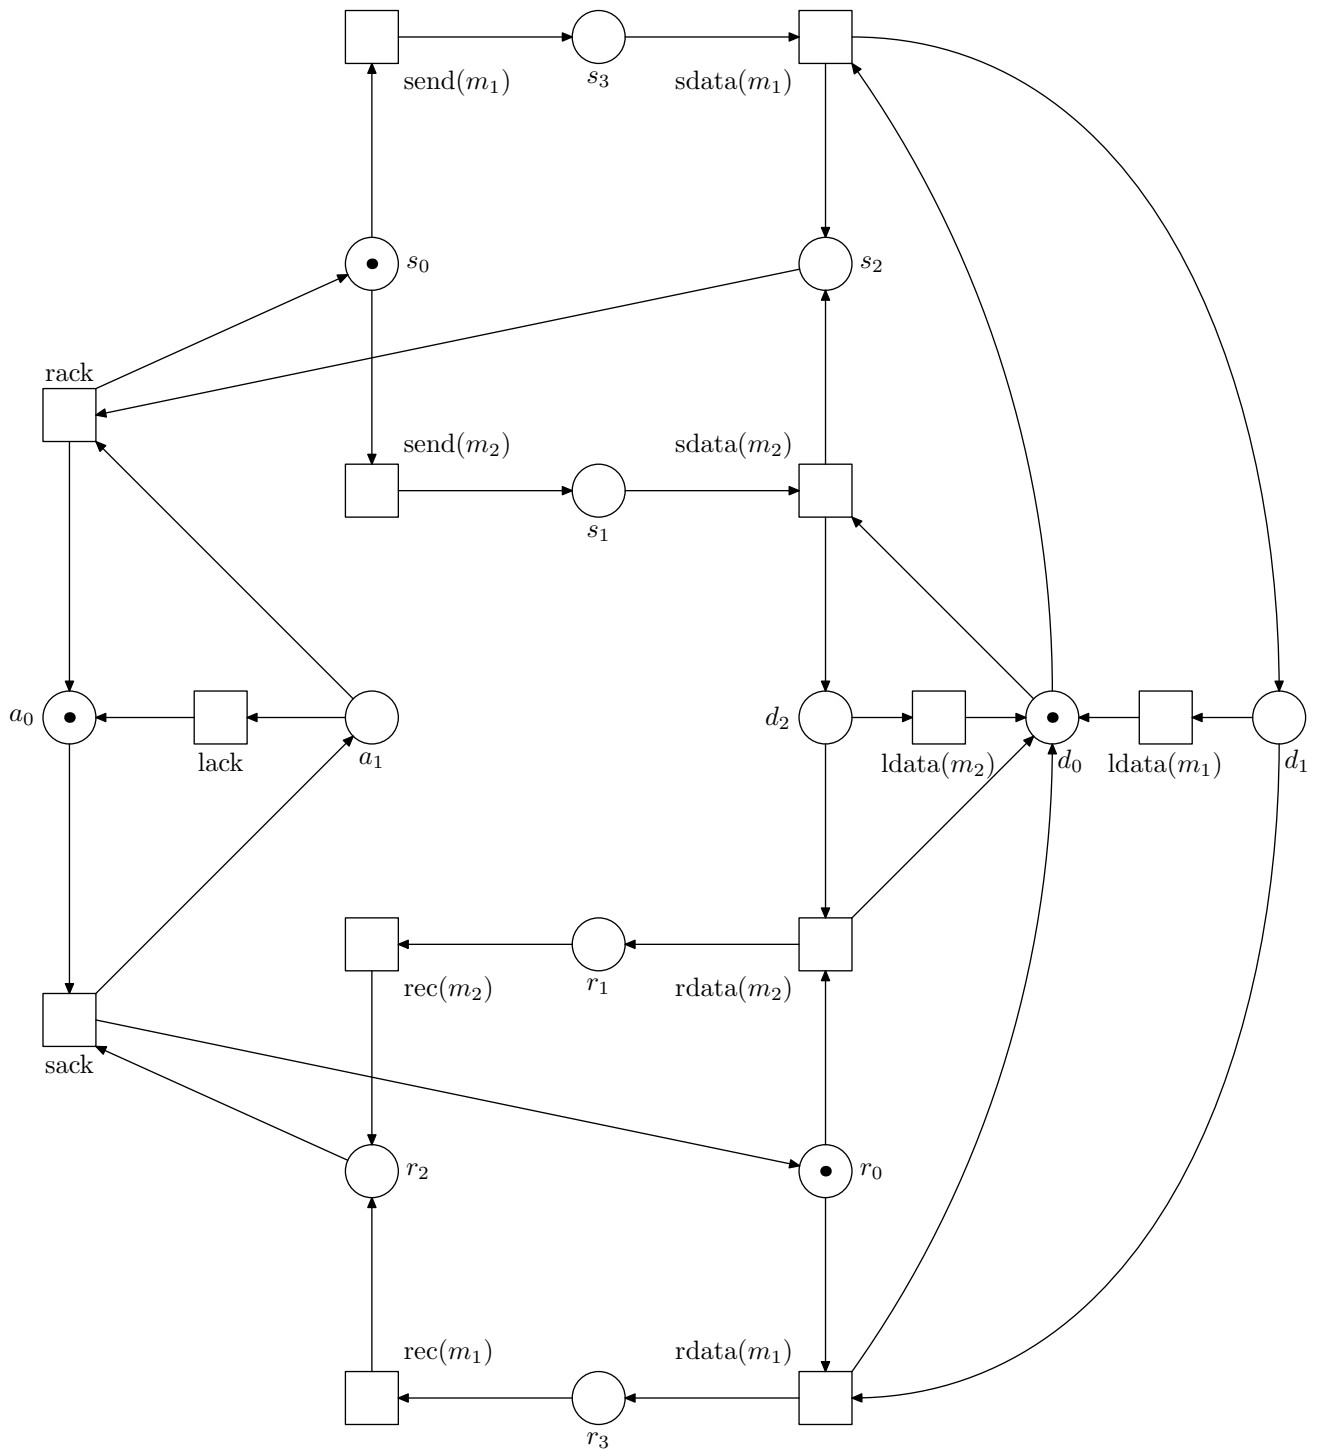 send(m₁)
s₃
sdata(m₁)
s₀
s₂
rack
send(m₂)
sdata(m₂)
s₁
a₀
lack
a₁
d₂
ldata(m₂)
d₀
ldata(m₁)
d₁
rec(m₂)
r₁
rdata(m₂)
sack
r₂
r₀
rec(m₁)
rdata(m₁)
r₃